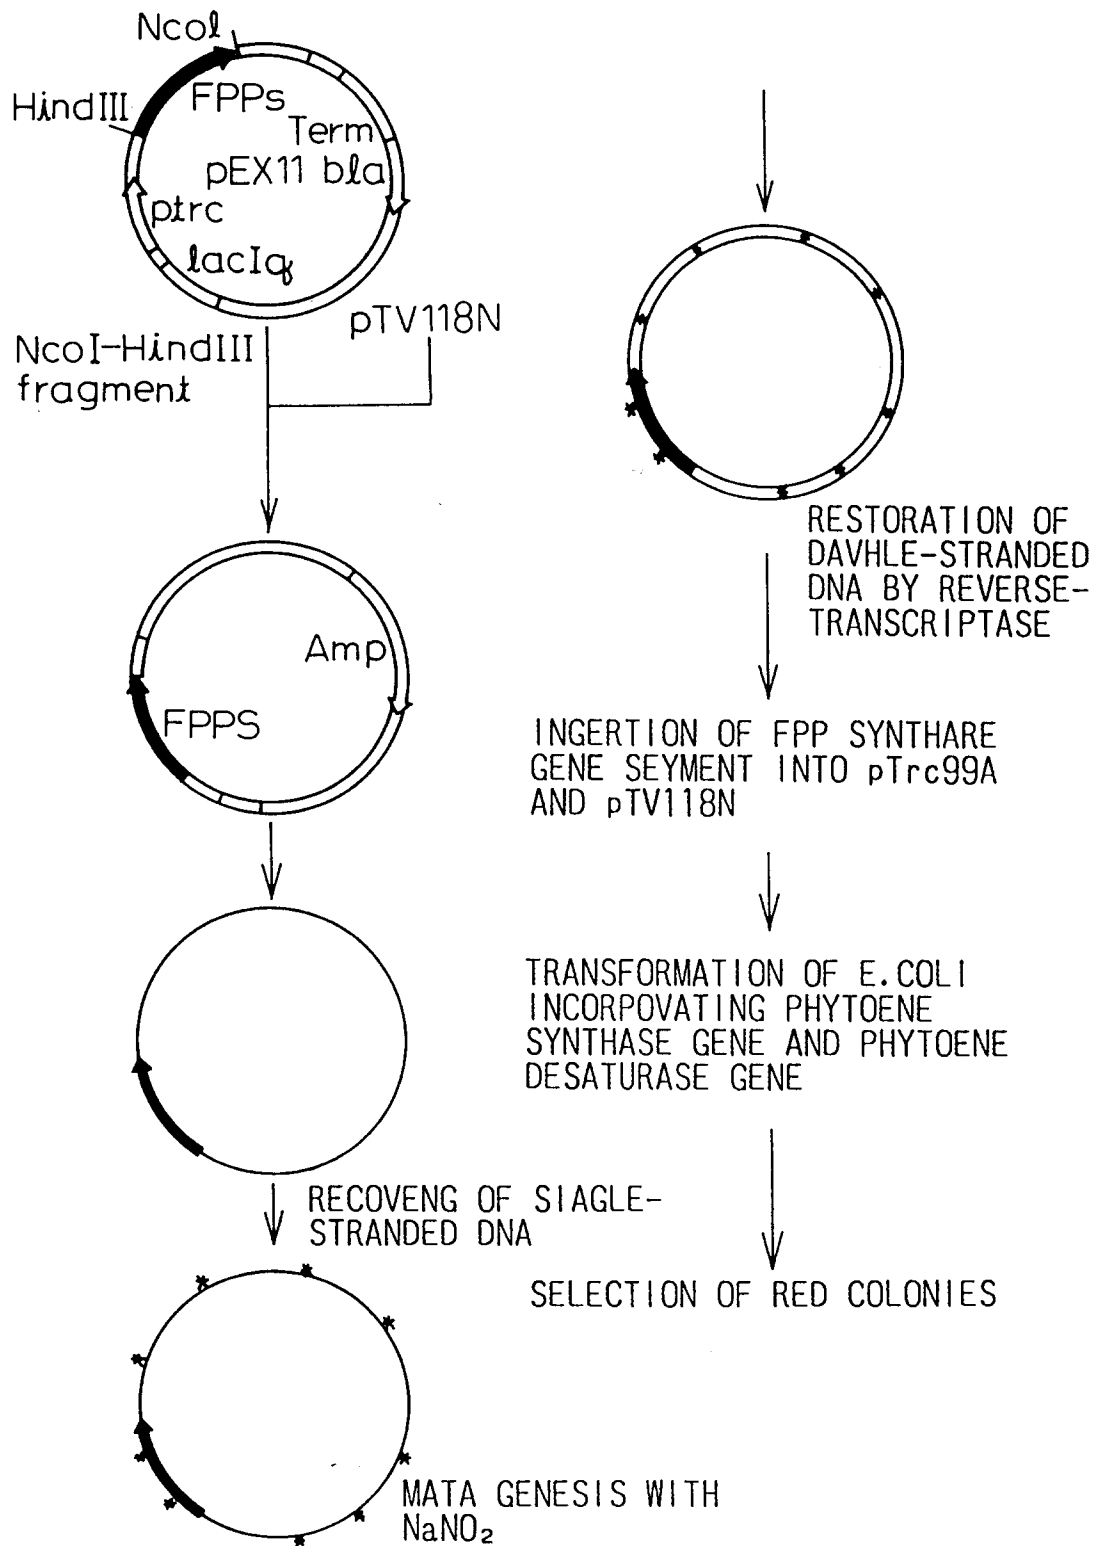 NcoI
HindIII
FPPs
Term
pEX11 bla
ptrc
lacIq
pTV118N
NcoI-HindIII
fragment
Amp
FPPS
RECOVENG OF SIAGLE-
STRANDED DNA
MATA GENESIS WITH
NaNO₂
RESTORATION OF
DAVHLE-STRANDED
DNA BY REVERSE-
TRANSCRIPTASE
INGERTION OF FPP SYNTHARE
GENE SEYMENT INTO pTrc99A
AND pTV118N
TRANSFORMATION OF E.COLI
INCORPOVATING PHYTOENE
SYNTHASE GENE AND PHYTOENE
DESATURASE GENE
SELECTION OF RED COLONIES